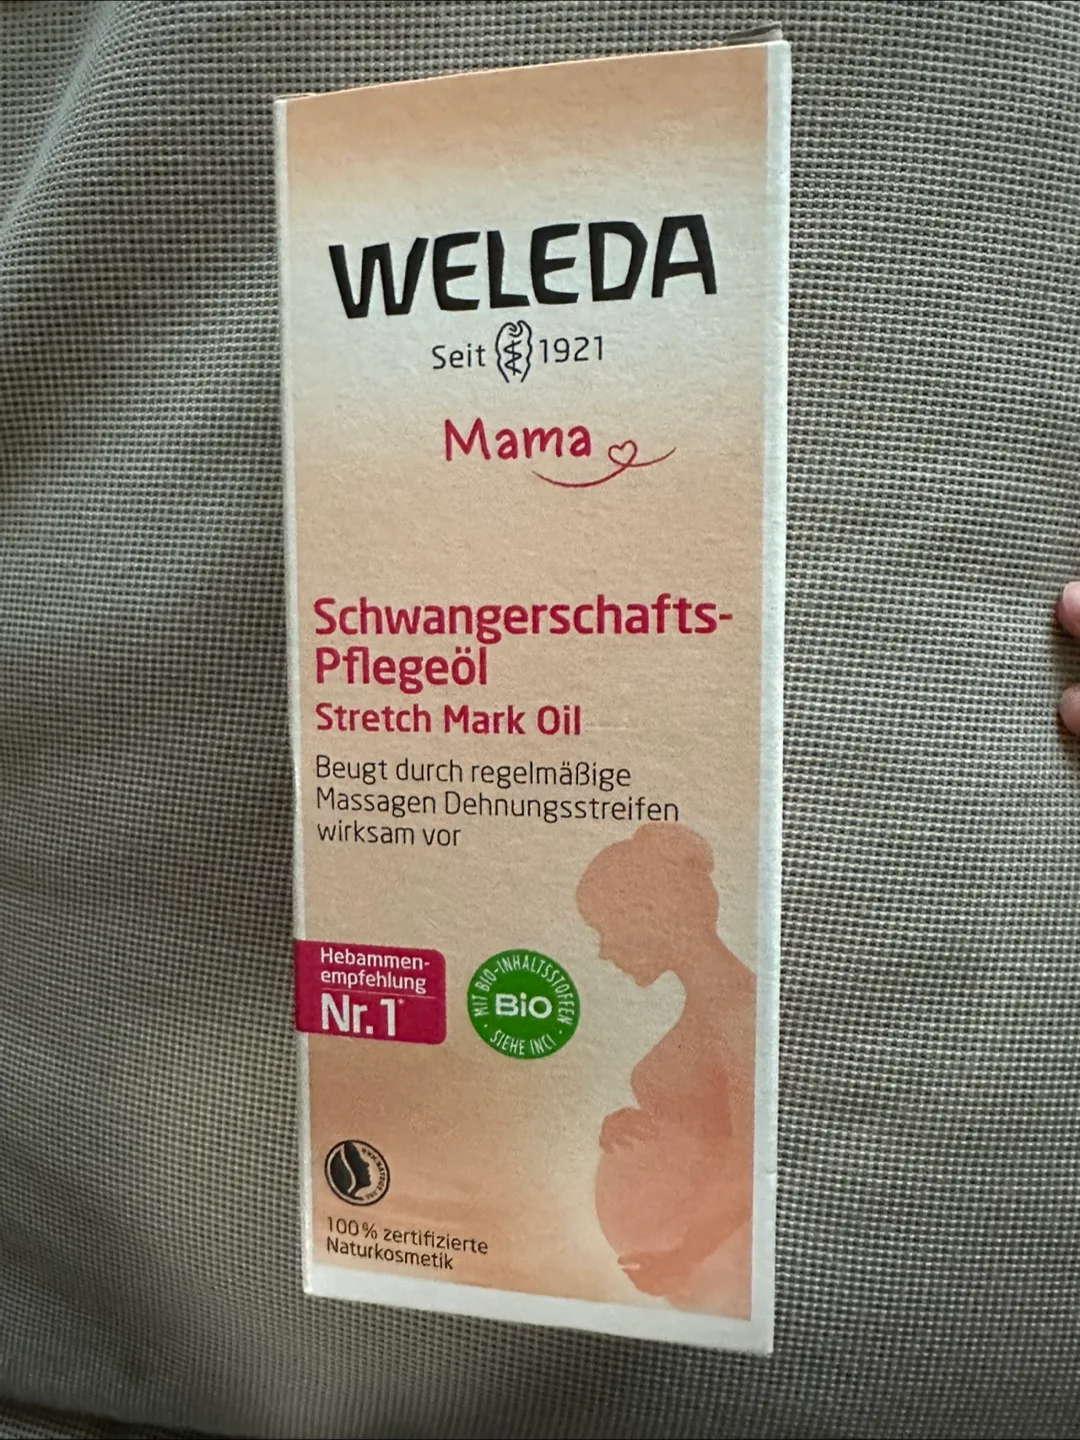 WELEDA
Seit 1921
Mama
Schwangerschafts-
Pflegeöl
Stretch Mark Oil
Beugt durch regelmäßige
Massagen Dehnungsstreifen
wirksam vor
Hebammen-
empfehlung
Nr.1*
MIT BIO-INHALTSSTOFFEN
BiO
· SIEHE INCI ·
100% zertifizierte
Naturkosmetik